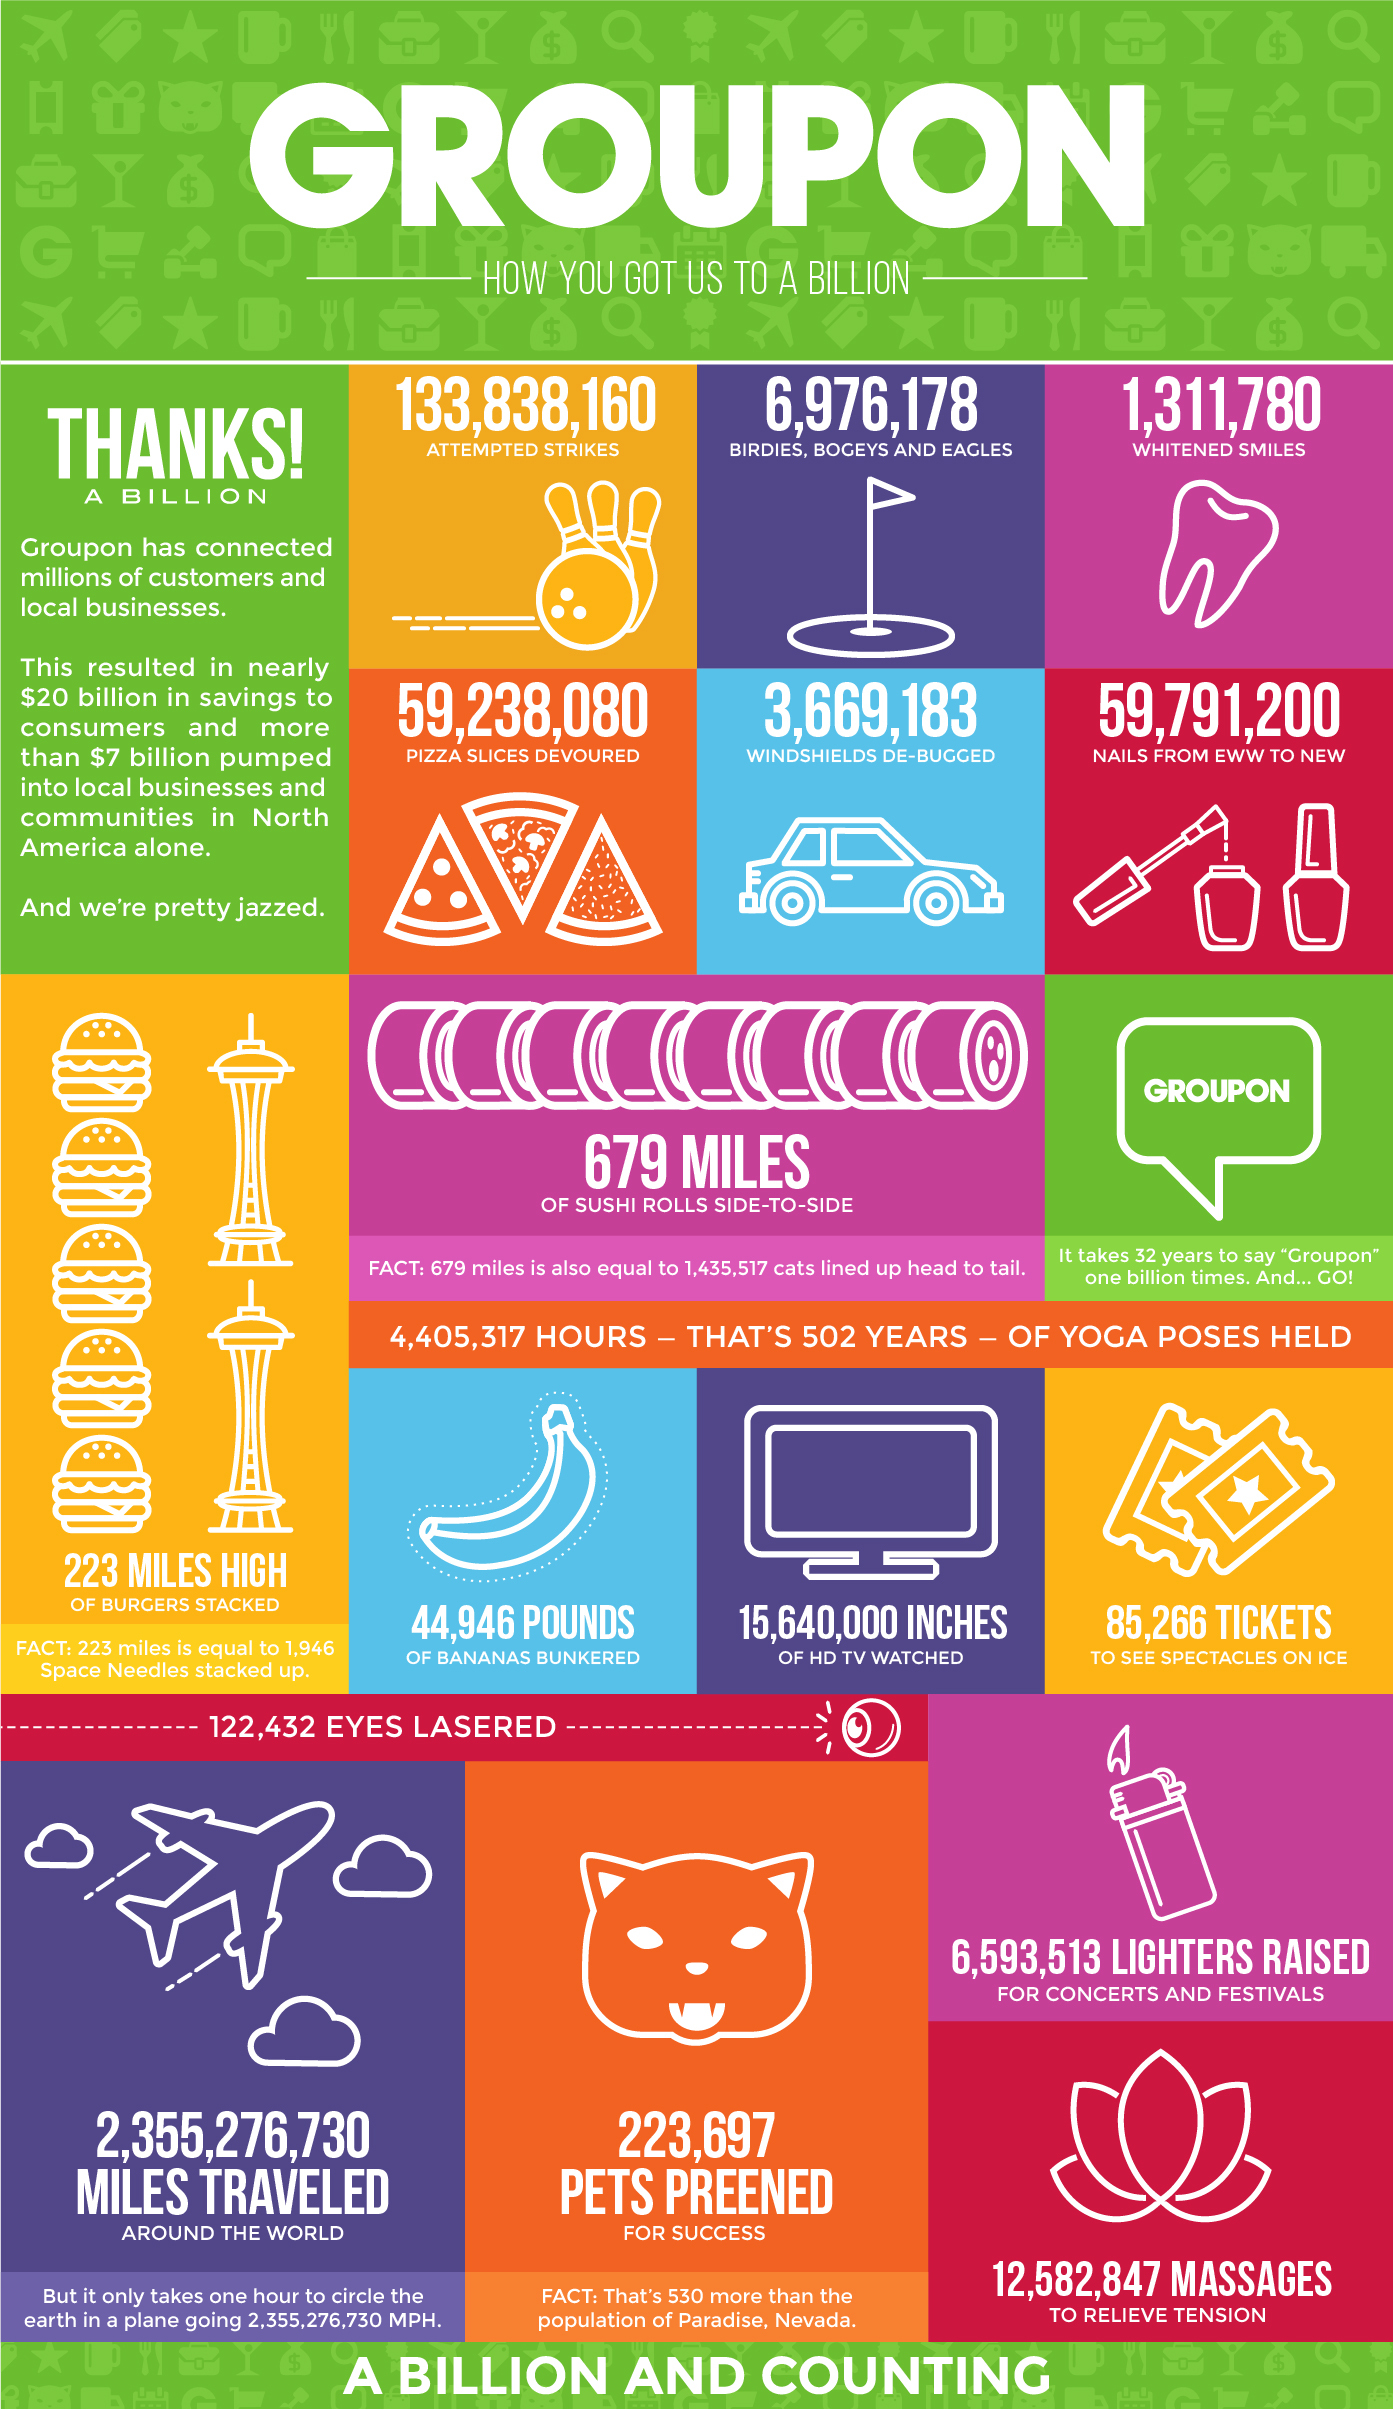 GROUPON
HOW YOU GOT US TO A BILLION
THANKS!
A BILLION
Groupon has connected
millions of customers and
local businesses.
This resulted in nearly
$20 billion in savings to
consumers and more
than $7 billion pumped
into local businesses and
communities in North
America alone.
And we're pretty jazzed.
133,838,160
ATTEMPTED STRIKES
6,976,178
BIRDIES, BOGEYS AND EAGLES
1,311,780
WHITENED SMILES
59,238,080
PIZZA SLICES DEVOURED
3,669,183
WINDSHIELDS DE-BUGGED
59,791,200
NAILS FROM EWW TO NEW
223 MILES HIGH
OF BURGERS STACKED
FACT: 223 miles is equal to 1,946
Space Needles stacked up.
679 MILES
OF SUSHI ROLLS SIDE-TO-SIDE
FACT: 679 miles is also equal to 1,435,517 cats lined up head to tail.
GROUPON
It takes 32 years to say “Groupon”
one billion times. And... GO!
4,405,317 HOURS – THAT'S 502 YEARS – OF YOGA POSES HELD
44,946 POUNDS
OF BANANAS BUNKERED
15,640,000 INCHES
OF HD TV WATCHED
85,266 TICKETS
TO SEE SPECTACLES ON ICE
122,432 EYES LASERED
2,355,276,730
MILES TRAVELED
AROUND THE WORLD
But it only takes one hour to circle the
earth in a plane going 2,355,276,730 MPH.
223,697
PETS PREENED
FOR SUCCESS
FACT: That's 530 more than the
population of Paradise, Nevada.
6,593,513 LIGHTERS RAISED
FOR CONCERTS AND FESTIVALS
12,582,847 MASSAGES
TO RELIEVE TENSION
A BILLION AND COUNTING